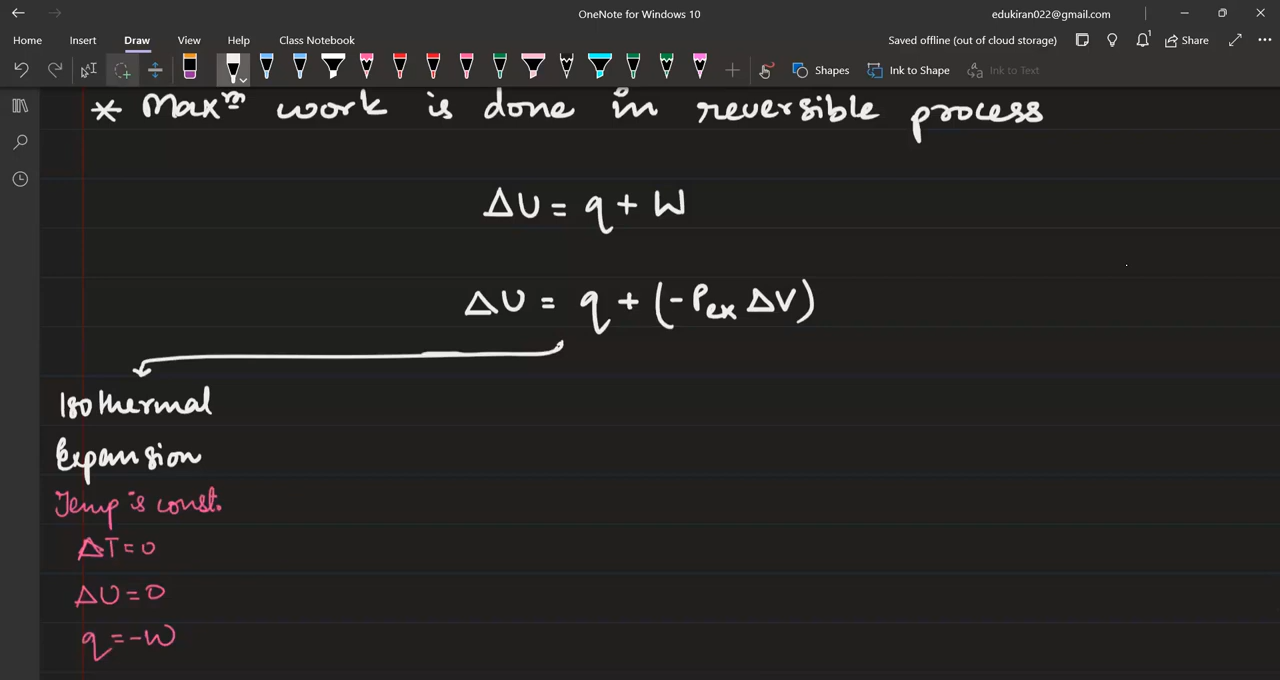 OneNote for Windows 10
edukiran022@gmail.com
Home Insert Draw View Help Class Notebook
Saved offline (out of cloud storage)
Share
Shapes
Ink to Shape
Ink to Text
* Maxᵐ work is done in reversible process
ΔU = q + W
ΔU = q + (-Pex ΔV)
Isothermal
Expansion
Temp is const.
ΔT = 0
ΔU = 0
q = -W